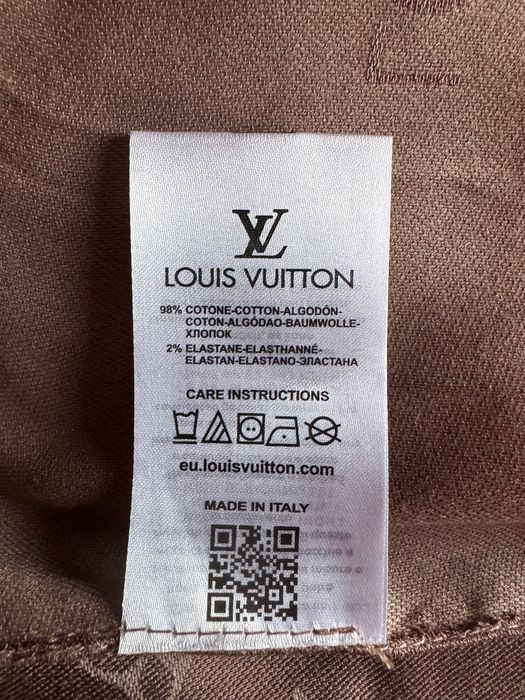 LV
LOUIS VUITTON
98% COTONE-COTTON-ALGODÓN-
COTON-ALGÓDAO-BAUMWOLLE-
ХЛОПОК
2% ELASTANE-ELASTHANNÉ-
ELASTAN-ELASTANO-ЭЛАСТАНА
CARE INSTRUCTIONS
eu.louisvuitton.com
MADE IN ITALY